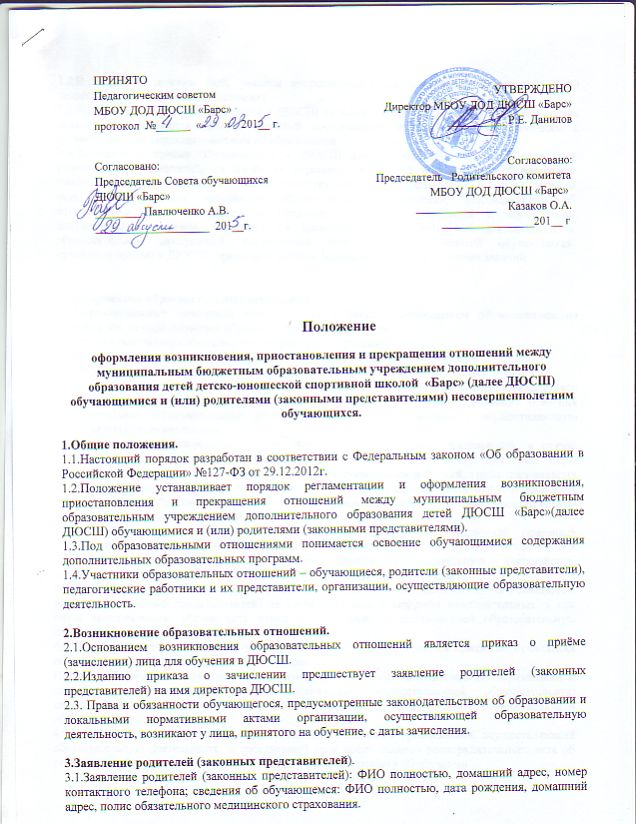 ПРИНЯТО
Педагогическим советом
МБОУ ДОД ДЮСШ «Барс»
протокол № 4 «29» 08 2015 г.
УТВЕРЖДЕНО
Директор МБОУ ДОД ДЮСШ «Барс»
Р.Е. Данилов
Согласовано:
Председатель Совета обучающихся
ДЮСШ «Барс»
Павлюченко А.В.
29 августа 2015 г.
Согласовано:
Председатель Родительского комитета
МБОУ ДОД ДЮСШ «Барс»
Казаков О.А.
201__ г
Положение
оформления возникновения, приостановления и прекращения отношений между
муниципальным бюджетным образовательным учреждением дополнительного
образования детей детско-юношеской спортивной школой «Барс» (далее ДЮСШ)
обучающимися и (или) родителями (законными представителями) несовершеннолетним
обучающихся.
1.Общие положения.
1.1.Настоящий порядок разработан в соответствии с Федеральным законом «Об образовании в
Российской Федерации» №127-ФЗ от 29.12.2012г.
1.2.Положение устанавливает порядок регламентации и оформления возникновения,
приостановления и прекращения отношений между муниципальным бюджетным
образовательным учреждением дополнительного образования детей ДЮСШ «Барс»(далее
ДЮСШ) обучающимися и (или) родителями (законными представителями).
1.3.Под образовательными отношениями понимается освоение обучающимися содержания
дополнительных образовательных программ.
1.4.Участники образовательных отношений – обучающиеся, родители (законные представители),
педагогические работники и их представители, организации, осуществляющие образовательную
деятельность.
2.Возникновение образовательных отношений.
2.1.Основанием возникновения образовательных отношений является приказ о приёме
(зачислении) лица для обучения в ДЮСШ.
2.2.Изданию приказа о зачислении предшествует заявление родителей (законных
представителей) на имя директора ДЮСШ.
2.3. Права и обязанности обучающегося, предусмотренные законодательством об образовании и
локальными нормативными актами организации, осуществляющей образовательную
деятельность, возникают у лица, принятого на обучение, с даты зачисления.
3.Заявление родителей (законных представителей).
3.1.Заявление родителей (законных представителей): ФИО полностью, домашний адрес, номер
контактного телефона; сведения об обучающемся: ФИО полностью, дата рождения, домашний
адрес, полис обязательного медицинского страхования.